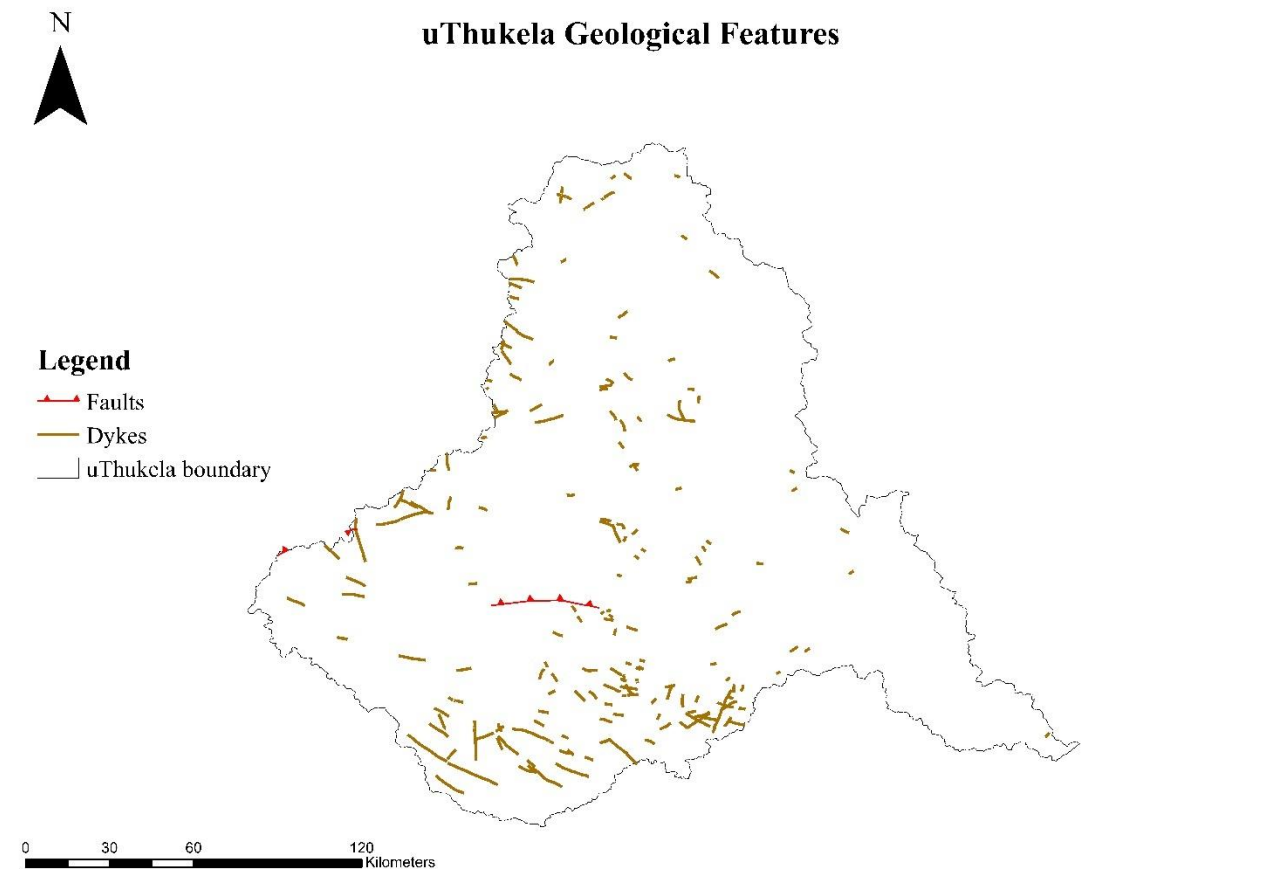 N
uThukela Geological Features
Legend
Faults
Dykes
uThukela boundary
0 30 60 120
Kilometers